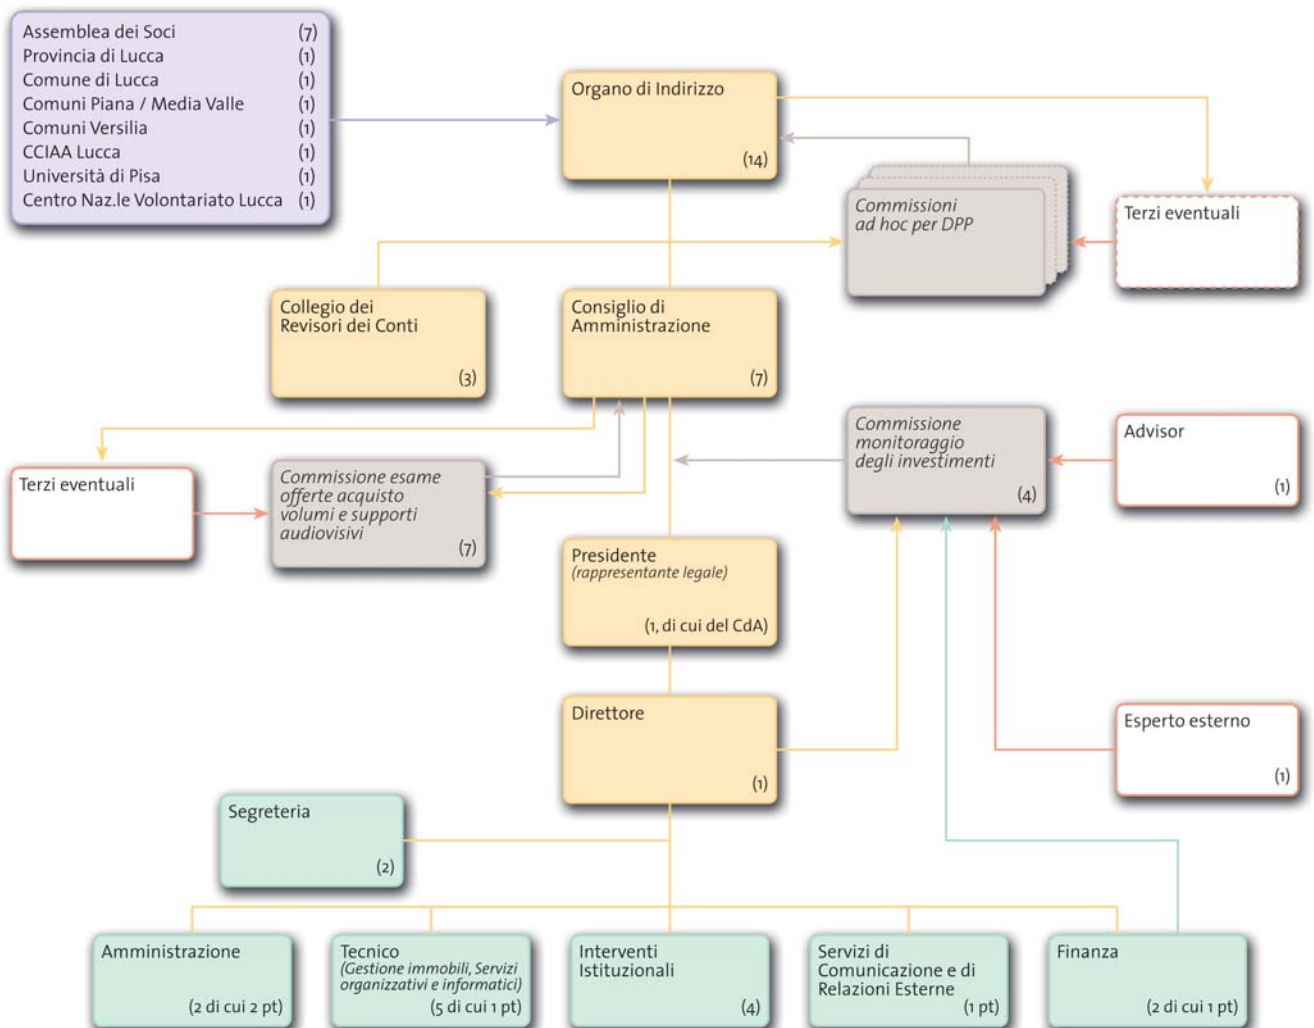 Assemblea dei Soci (7)
Provincia di Lucca (1)
Comune di Lucca (1)
Comuni Piana / Media Valle (1)
Comuni Versilia (1)
CCIAA Lucca (1)
Università di Pisa (1)
Centro Naz.le Volontariato Lucca (1)
Organo di Indirizzo
(14)
Commissioni
ad hoc per DPP
Terzi eventuali
Collegio dei
Revisori dei Conti
(3)
Consiglio di
Amministrazione
(7)
Terzi eventuali
Commissione esame
offerte acquisto
volumi e supporti
audiovisivi
(7)
Commissione
monitoraggio
degli investimenti
(4)
Advisor
(1)
Presidente
(rappresentante legale)
(1, di cui del CdA)
Direttore
(1)
Esperto esterno
(1)
Segreteria
(2)
Amministrazione
(2 di cui 2 pt)
Tecnico
(Gestione immobili, Servizi
organizzativi e informatici)
(5 di cui 1 pt)
Interventi
Istituzionali
(4)
Servizi di
Comunicazione e di
Relazioni Esterne
(1 pt)
Finanza
(2 di cui 1 pt)